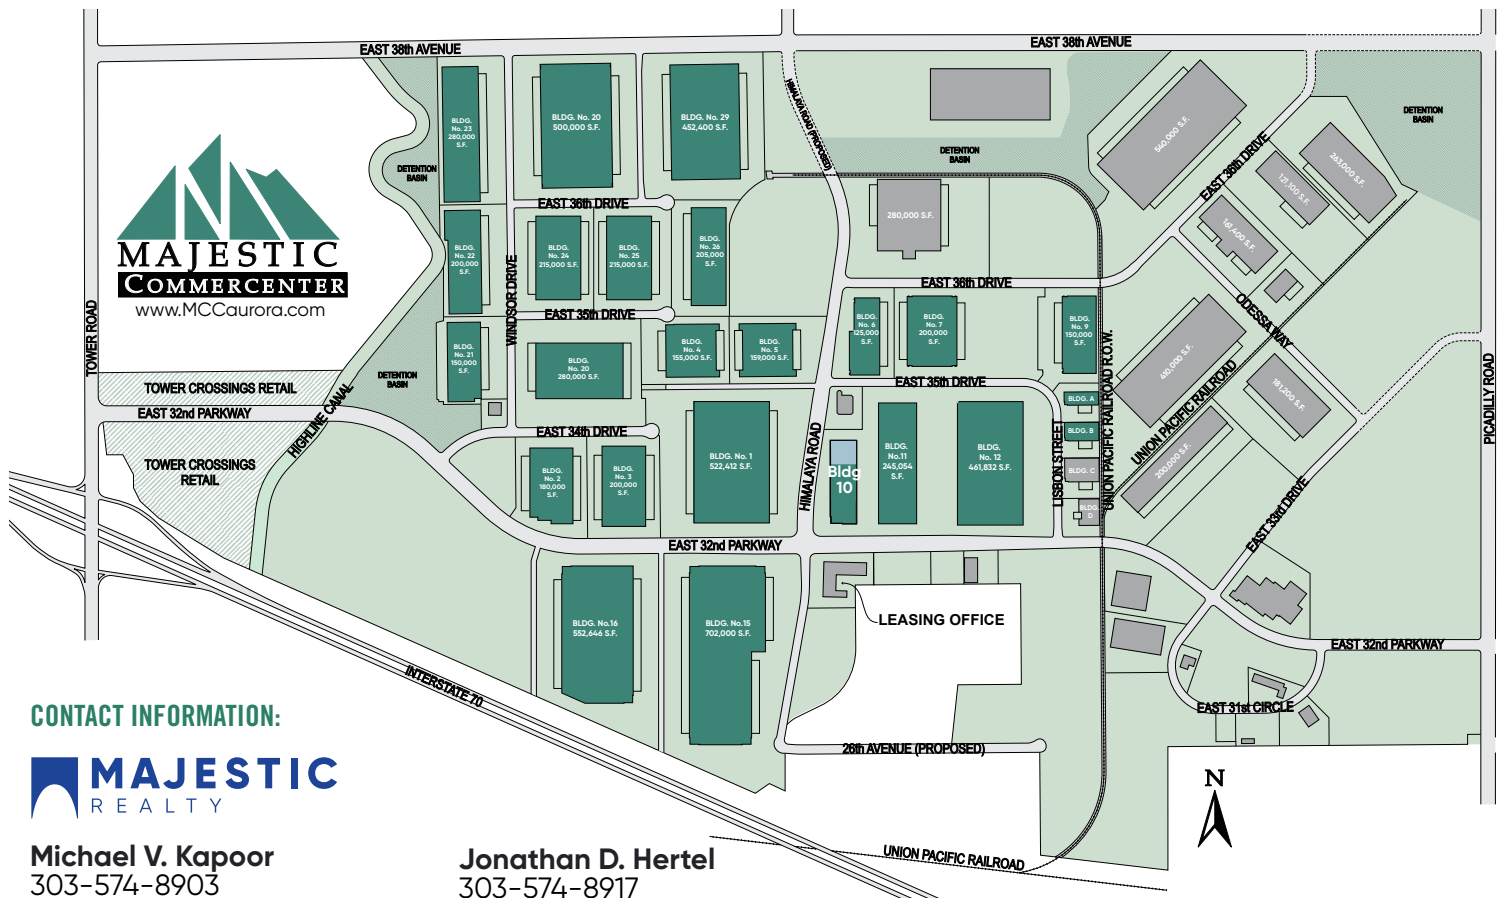 EAST 38th AVENUE
EAST 38th AVENUE
HIMALAYA ROAD (PROPOSED)
BLDG.
No. 23
280,000
S.F.
BLDG. No. 20
500,000 S.F.
BLDG. No. 29
452,400 S.F.
DETENTION
BASIN
DETENTION
BASIN
DETENTION
BASIN
540,000 S.F.
EAST 36th DRIVE
121,100 S.F.
263,000 S.F.
161,400 S.F.
280,000 S.F.
MAJESTIC
COMMERCENTER
www.MCCaurora.com
EAST 36th DRIVE
BLDG.
No. 22
200,000
S.F.
WINDSOR DRIVE
BLDG.
No. 24
215,000 S.F.
BLDG.
No. 25
215,000 S.F.
BLDG.
No. 26
205,000
S.F.
EAST 36th DRIVE
EAST 35th DRIVE
ODESSA WAY
TOWER ROAD
BLDG.
No. 21
150,000
S.F.
BLDG.
No. 20
280,000 S.F.
BLDG.
No. 4
155,000 S.F.
BLDG.
No. 5
159,000 S.F.
BLDG.
No. 6
125,000
S.F.
BLDG.
No. 7
200,000
S.F.
BLDG.
No. 9
150,000
S.F.
UNION PACIFIC RAILROAD R.O.W.
410,000 S.F.
181,200 S.F.
UNION PACIFIC RAILROAD
PICADILLY ROAD
DETENTION
BASIN
TOWER CROSSINGS RETAIL
EAST 35th DRIVE
BLDG. A
BLDG. B
BLDG. C
BLDG.
D
EAST 32nd PARKWAY
HIGHLINE CANAL
EAST 34th DRIVE
TOWER CROSSINGS
RETAIL
BLDG.
No. 2
180,000
S.F.
BLDG.
No. 3
200,000
S.F.
BLDG. No. 1
522,412 S.F.
HIMALAYA ROAD
Bldg
10
BLDG.
No.11
245,054
S.F.
BLDG.
No. 12
461,832 S.F.
LISBON STREET
200,000 S.F.
EAST 33rd DRIVE
EAST 32nd PARKWAY
BLDG. No.16
552,646 S.F.
BLDG. No.15
702,000 S.F.
LEASING OFFICE
EAST 32nd PARKWAY
INTERSTATE 70
EAST 31st CIRCLE
26th AVENUE (PROPOSED)
N
UNION PACIFIC RAILROAD
CONTACT INFORMATION:
MAJESTIC
REALTY
Michael V. Kapoor
303-574-8903
Jonathan D. Hertel
303-574-8917